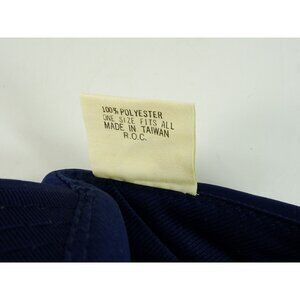 100% POLYESTER
ONE SIZE FITS ALL
MADE IN TAIWAN
R.O.C.